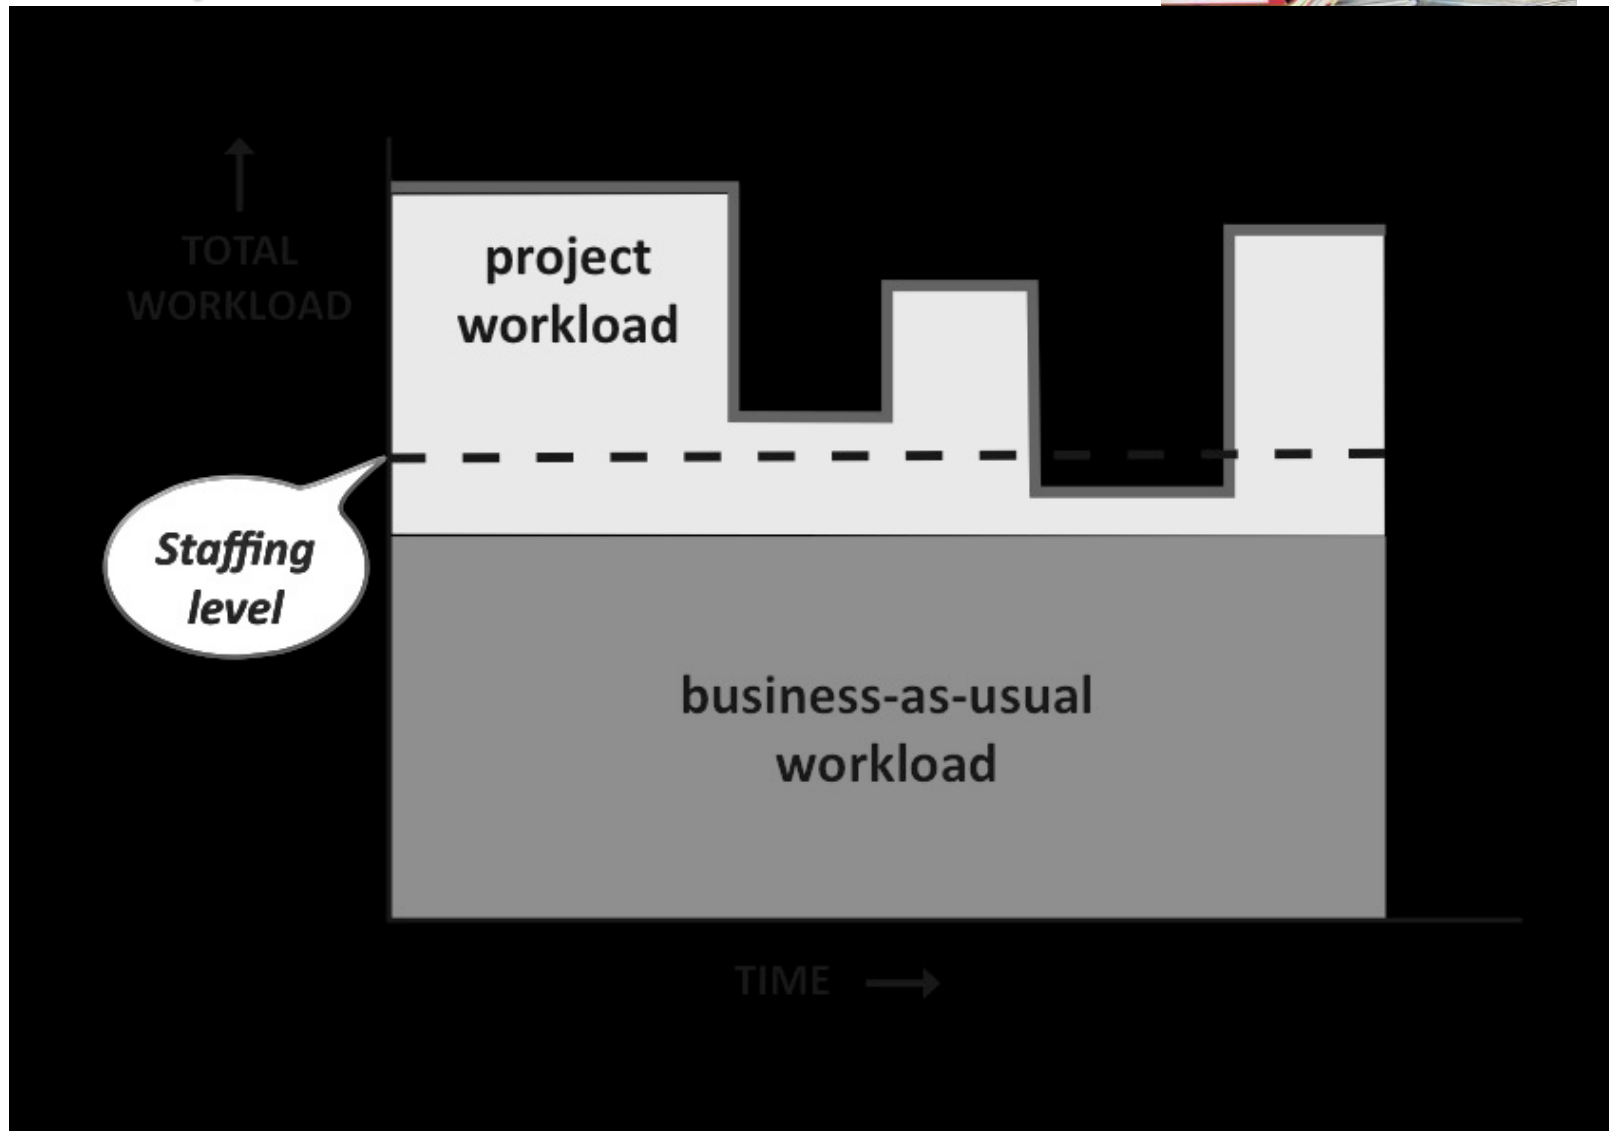 TOTAL
WORKLOAD
project
workload
Staffing
level
business-as-usual
workload
TIME